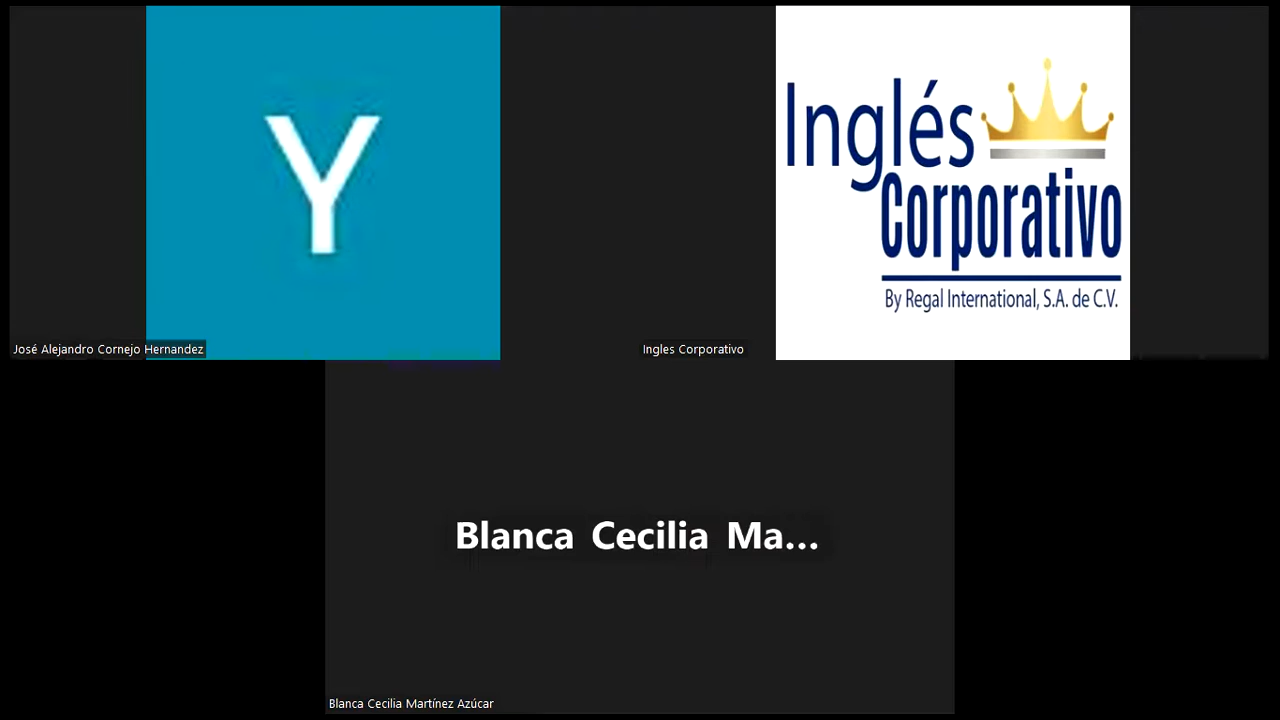 Y
Inglés
Corporativo
By Regal International, S.A. de C.V.
José Alejandro Cornejo Hernandez
Ingles Corporativo
Blanca Cecilia Ma...
Blanca Cecilia Martínez Azúcar